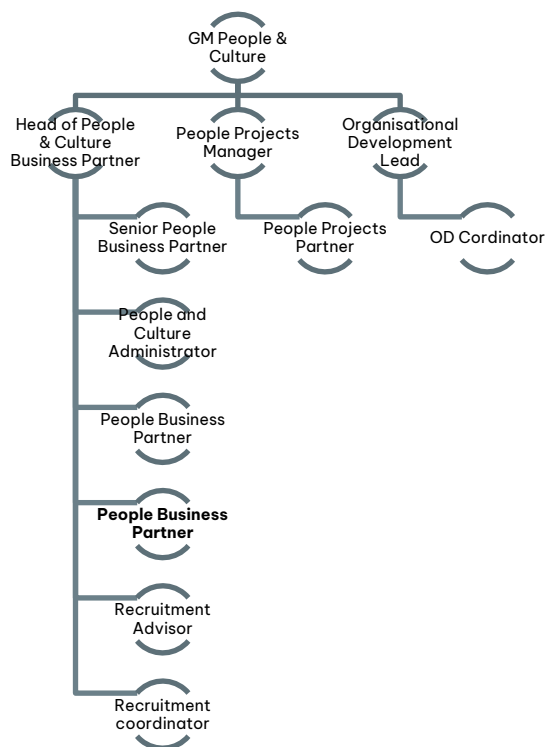 GM People &
Culture
Head of People
& Culture
Business Partner
People Projects
Manager
Organisational
Development
Lead
Senior People
Business Partner
People Projects
Partner
OD Cordinator
People and
Culture
Administrator
People Business
Partner
People Business
Partner
Recruitment
Advisor
Recruitment
coordinator